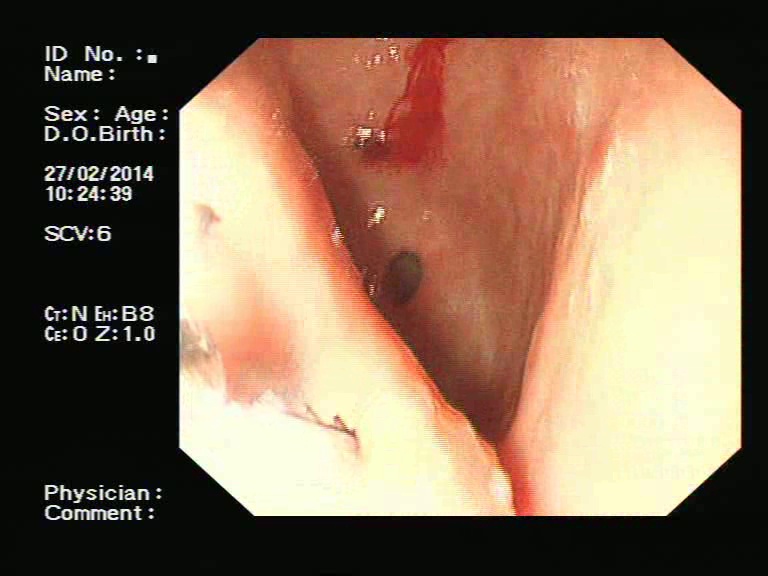 ID No. :
Name:
Sex: Age:
D.O.Birth:
27/02/2014
10:24:39
SCV:6
CT:N EH:B8
CE:0 Z:1.0
Physician:
Comment: